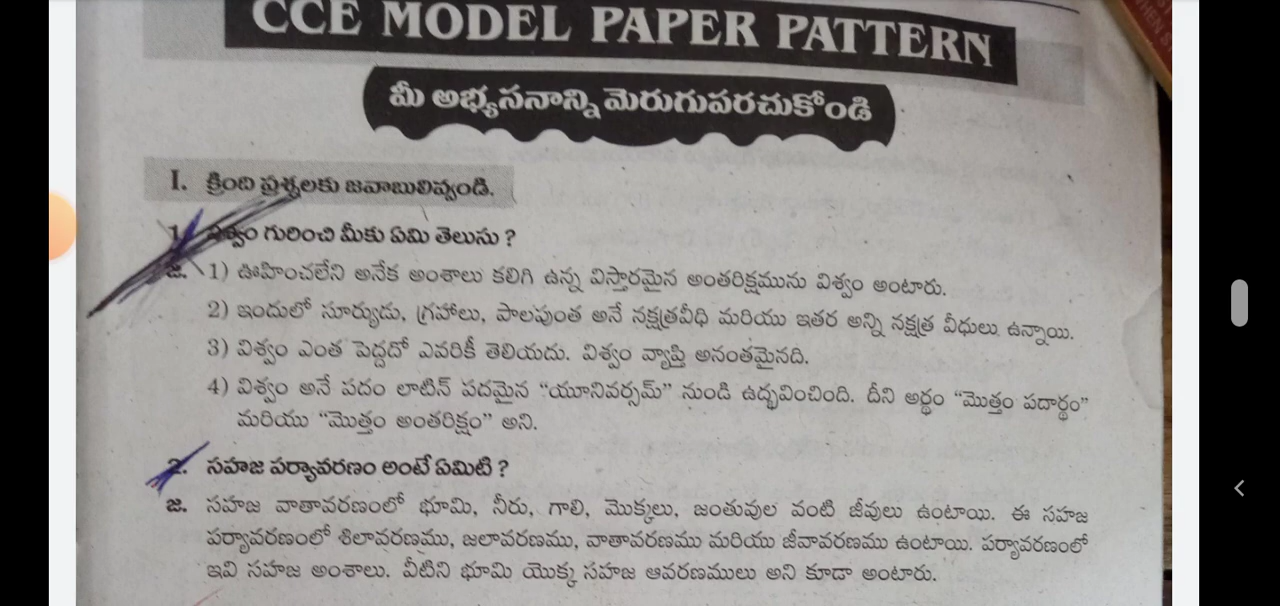 CCE MODEL PAPER PATTERN
మీ అభ్యసనాన్ని మెరుగుపరచుకోండి
I. క్రింది ప్రశ్నలకు జవాబులివ్వండి.
1. విశ్వం గురించి మీకు ఏమి తెలుసు ?
జ. 1) ఊహించలేని అనేక అంశాలు కలిగి ఉన్న విస్తారమైన అంతరిక్షమును విశ్వం అంటారు.
2) ఇందులో సూర్యుడు, గ్రహాలు, పాలపుంత అనే నక్షత్రవీధి మరియు ఇతర అన్ని నక్షత్ర వీధులు ఉన్నాయి.
3) విశ్వం ఎంత పెద్దదో ఎవరికీ తెలియదు. విశ్వం వ్యాప్తి అనంతమైనది.
4) విశ్వం అనే పదం లాటిన్ పదమైన “యూనివర్సమ్” నుండి ఉద్భవించింది. దీని అర్థం “మొత్తం పదార్థం”
మరియు “మొత్తం అంతరిక్షం” అని.
2. సహజ పర్యావరణం అంటే ఏమిటి ?
జ. సహజ వాతావరణంలో భూమి, నీరు, గాలి, మొక్కలు, జంతువుల వంటి జీవులు ఉంటాయి. ఈ సహజ
పర్యావరణంలో శిలావరణము, జలావరణము, వాతావరణము మరియు జీవావరణము ఉంటాయి. పర్యావరణంలో
ఇవి సహజ అంశాలు. వీటిని భూమి యొక్క సహజ ఆవరణములు అని కూడా అంటారు.